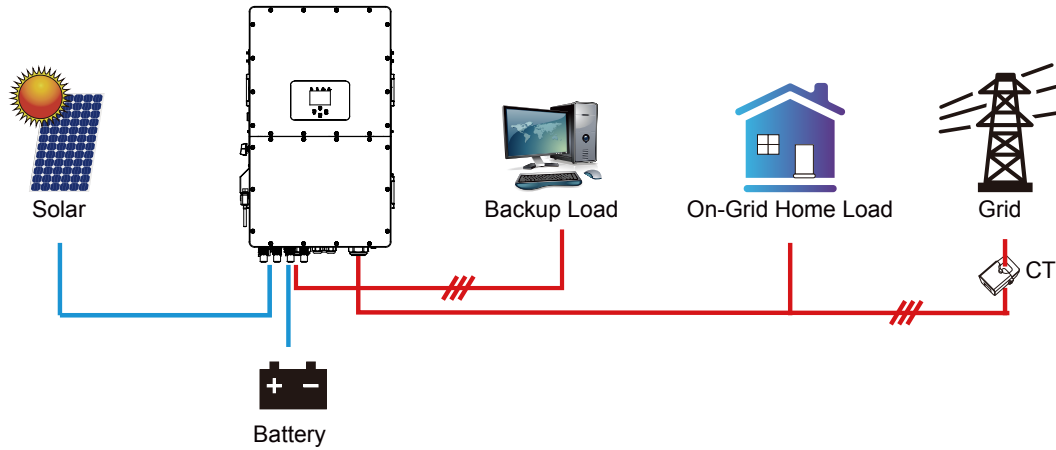 Solar
Backup Load
On-Grid Home Load
Grid
CT
Battery